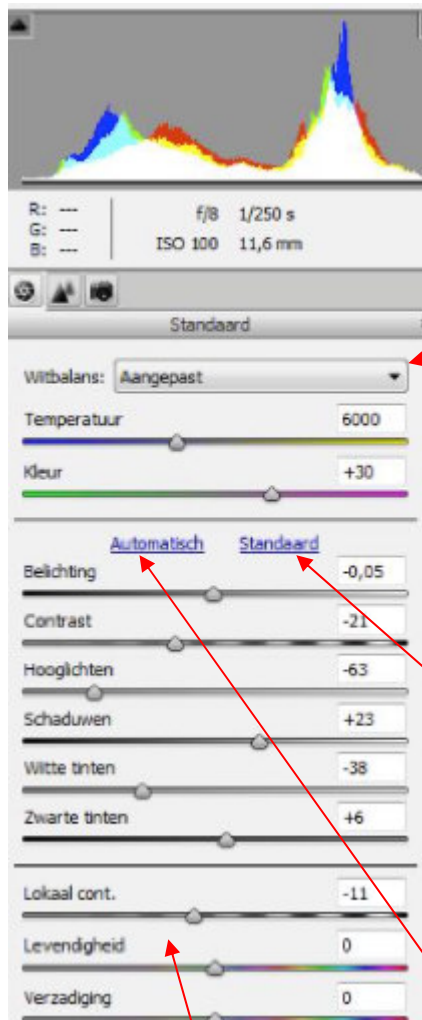 R: --- f/8 1/250 s
G: ---
B: --- ISO 100 11,6 mm
Standaard
Witbalans: Aangepast
Temperatuur 6000
Kleur +30
Automatisch Standaard
Belichting -0,05
Contrast -21
Hooglichten -63
Schaduwen +23
Witte tinten -38
Zwarte tinten +6
Lokaal cont. -11
Levendigheid 0
Verzadiging 0